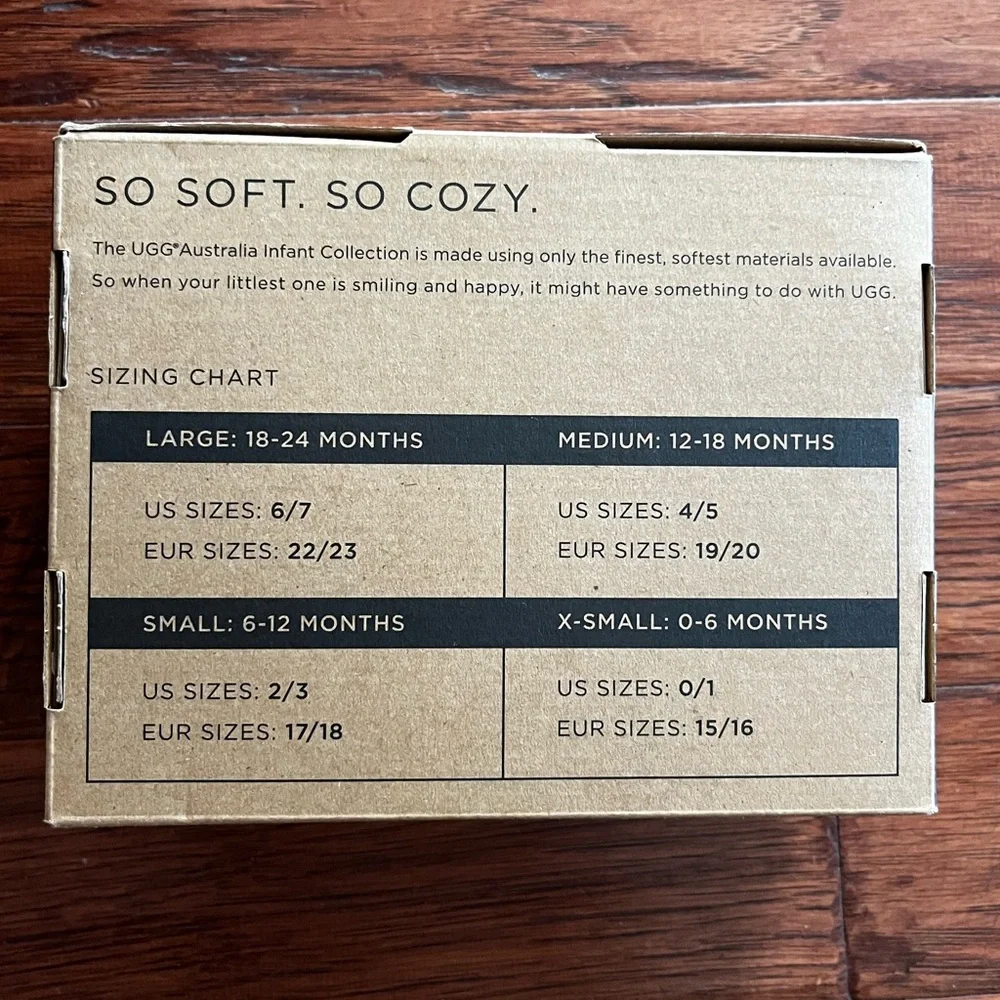 SO SOFT. SO COZY.
The UGG®Australia Infant Collection is made using only the finest, softest materials available.
So when your littlest one is smiling and happy, it might have something to do with UGG.
SIZING CHART
LARGE: 18-24 MONTHS
US SIZES: 6/7
EUR SIZES: 22/23
MEDIUM: 12-18 MONTHS
US SIZES: 4/5
EUR SIZES: 19/20
SMALL: 6-12 MONTHS
US SIZES: 2/3
EUR SIZES: 17/18
X-SMALL: 0-6 MONTHS
US SIZES: 0/1
EUR SIZES: 15/16